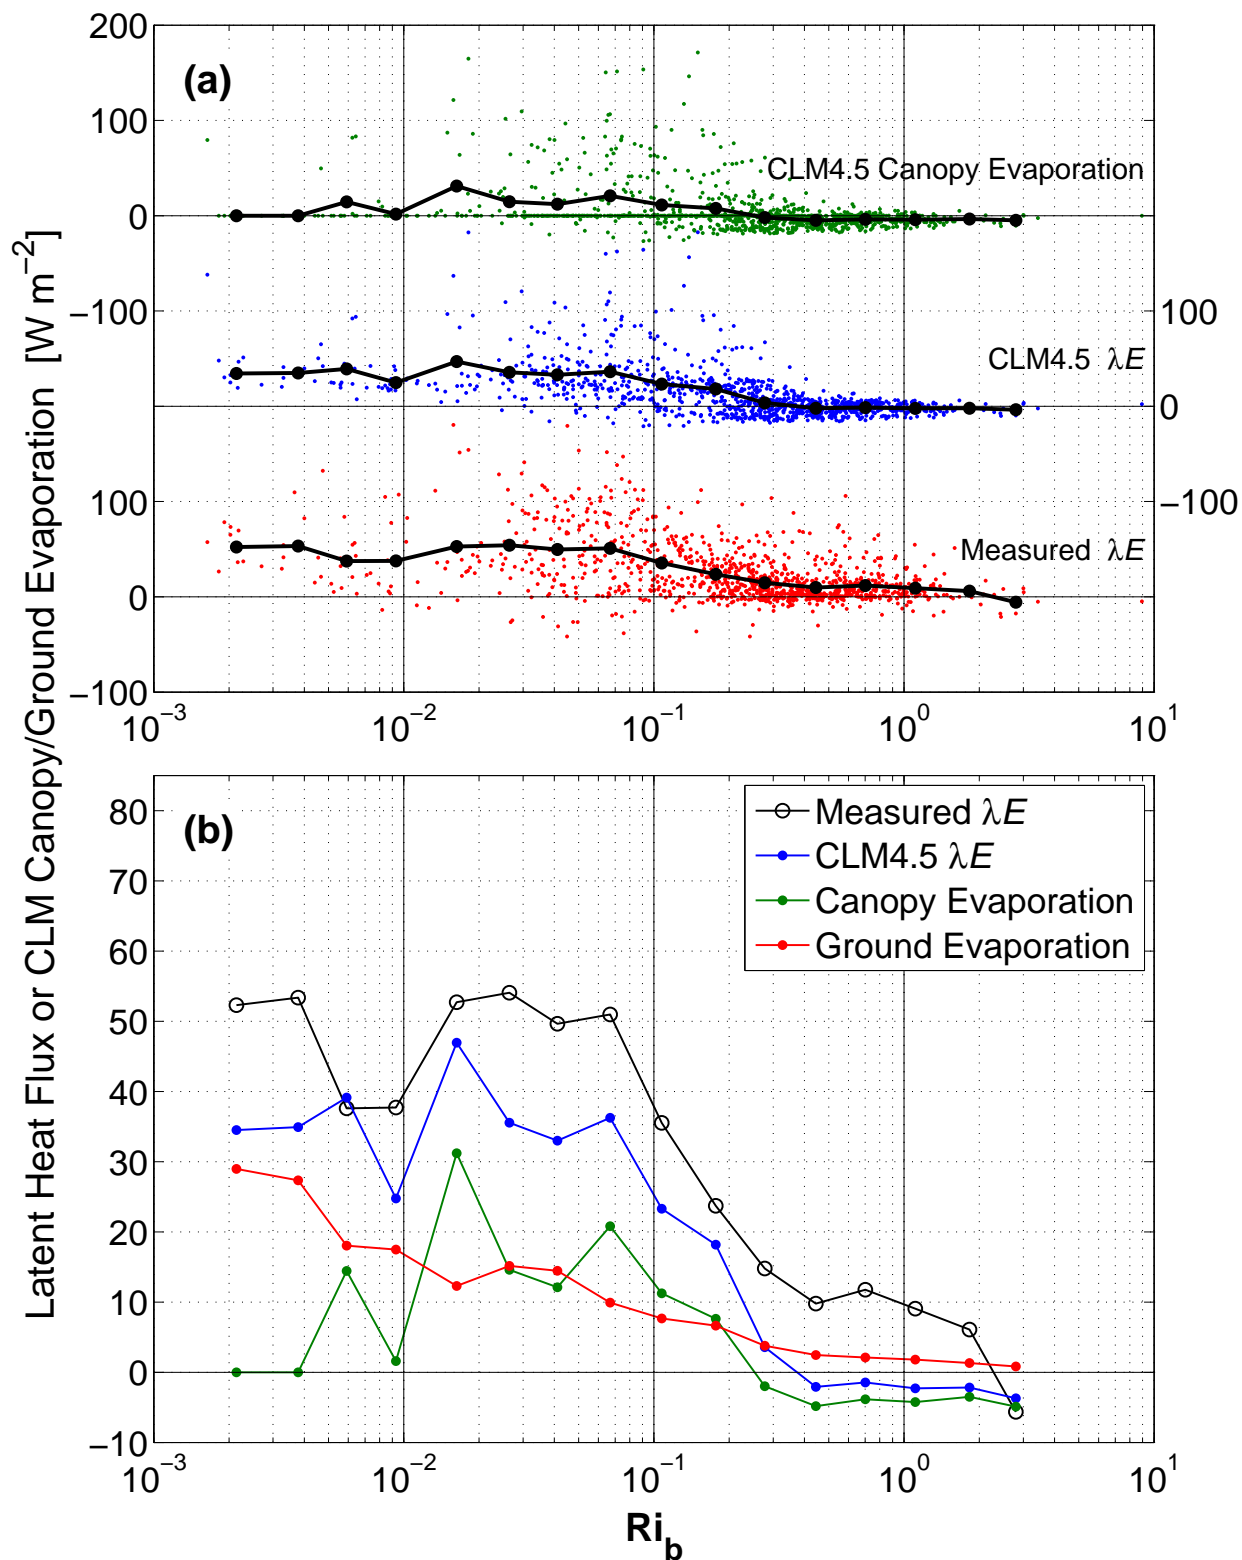 Latent Heat Flux or CLM Canopy/Ground Evaporation [W m−2]
(a)
200
100
0
−100
100
0
−100
100
0
−100
CLM4.5 Canopy Evaporation
CLM4.5 λE
Measured λE
10−3 10−2 10−1 100 101
(b)
80
70
60
50
40
30
20
10
0
−10
Measured λE
CLM4.5 λE
Canopy Evaporation
Ground Evaporation
10−3 10−2 10−1 100 101
Rib